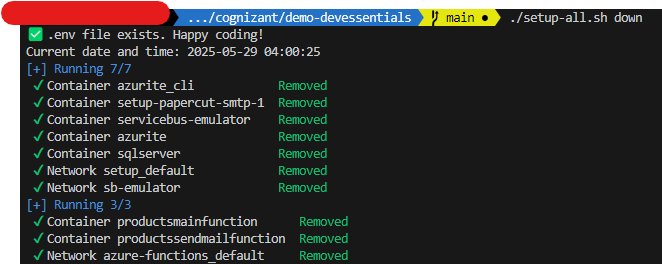 .../cognizant/demo-devessentials main ● ./setup-all.sh down
✅ .env file exists. Happy coding!
Current date and time: 2025-05-29 04:00:25
[+] Running 7/7
✓ Container azurite_cli Removed
✓ Container setup-papercut-smtp-1 Removed
✓ Container servicebus-emulator Removed
✓ Container azurite Removed
✓ Container sqlserver Removed
✓ Network setup_default Removed
✓ Network sb-emulator Removed
[+] Running 3/3
✓ Container productsmainfunction Removed
✓ Container productssendmailfunction Removed
✓ Network azure-functions_default Removed